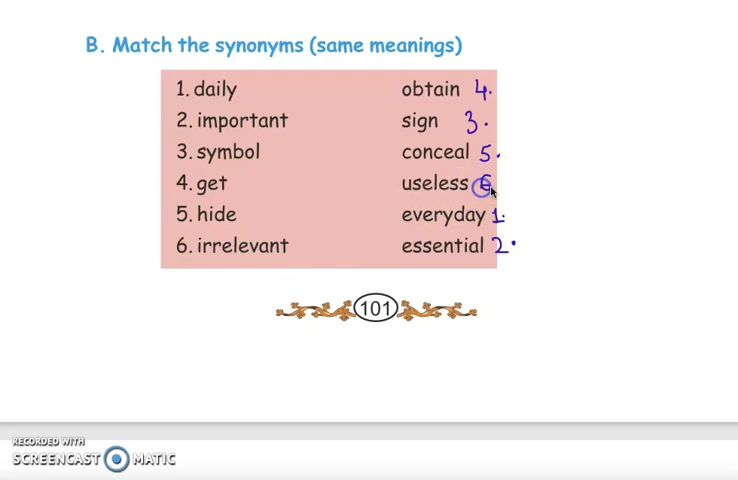 B. Match the synonyms (same meanings)
1. daily obtain 4.
2. important sign 3.
3. symbol conceal 5.
4. get useless 6
5. hide everyday 1.
6. irrelevant essential 2.
101
RECORDED WITH
SCREENCAST MATIC